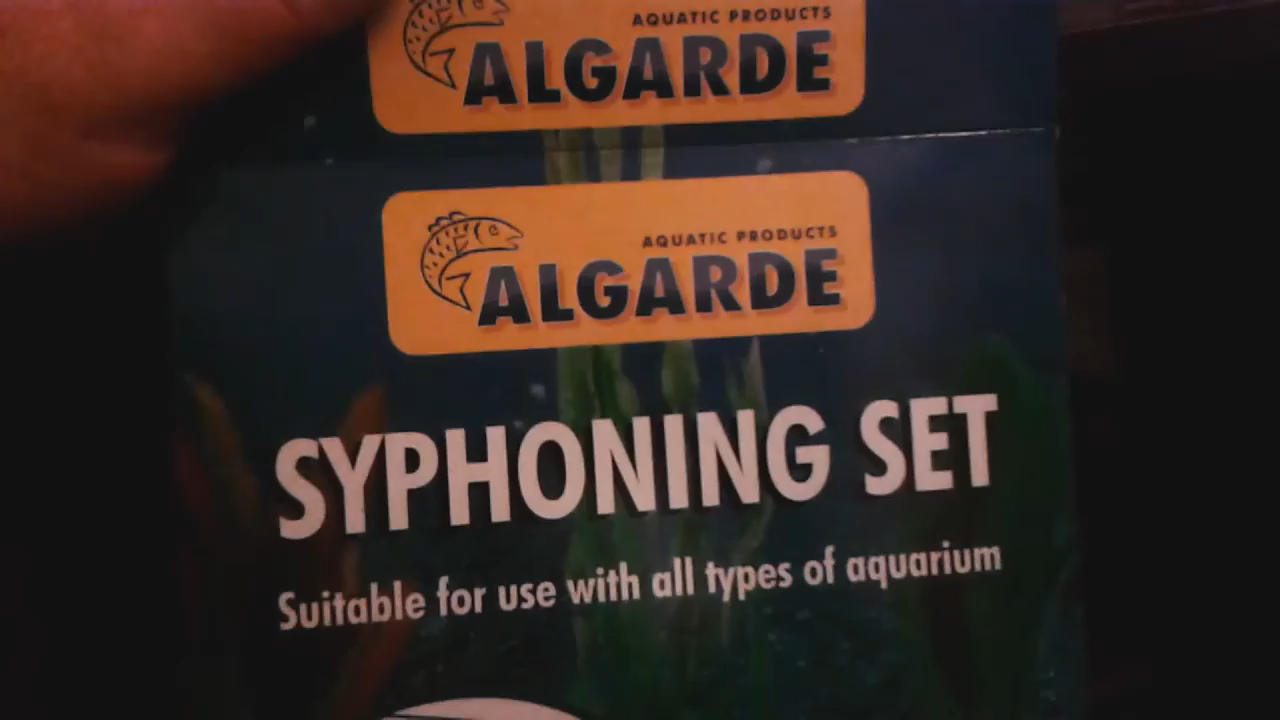 AQUATIC PRODUCTS
ALGARDE
AQUATIC PRODUCTS
ALGARDE
SYPHONING SET
Suitable for use with all types of aquarium